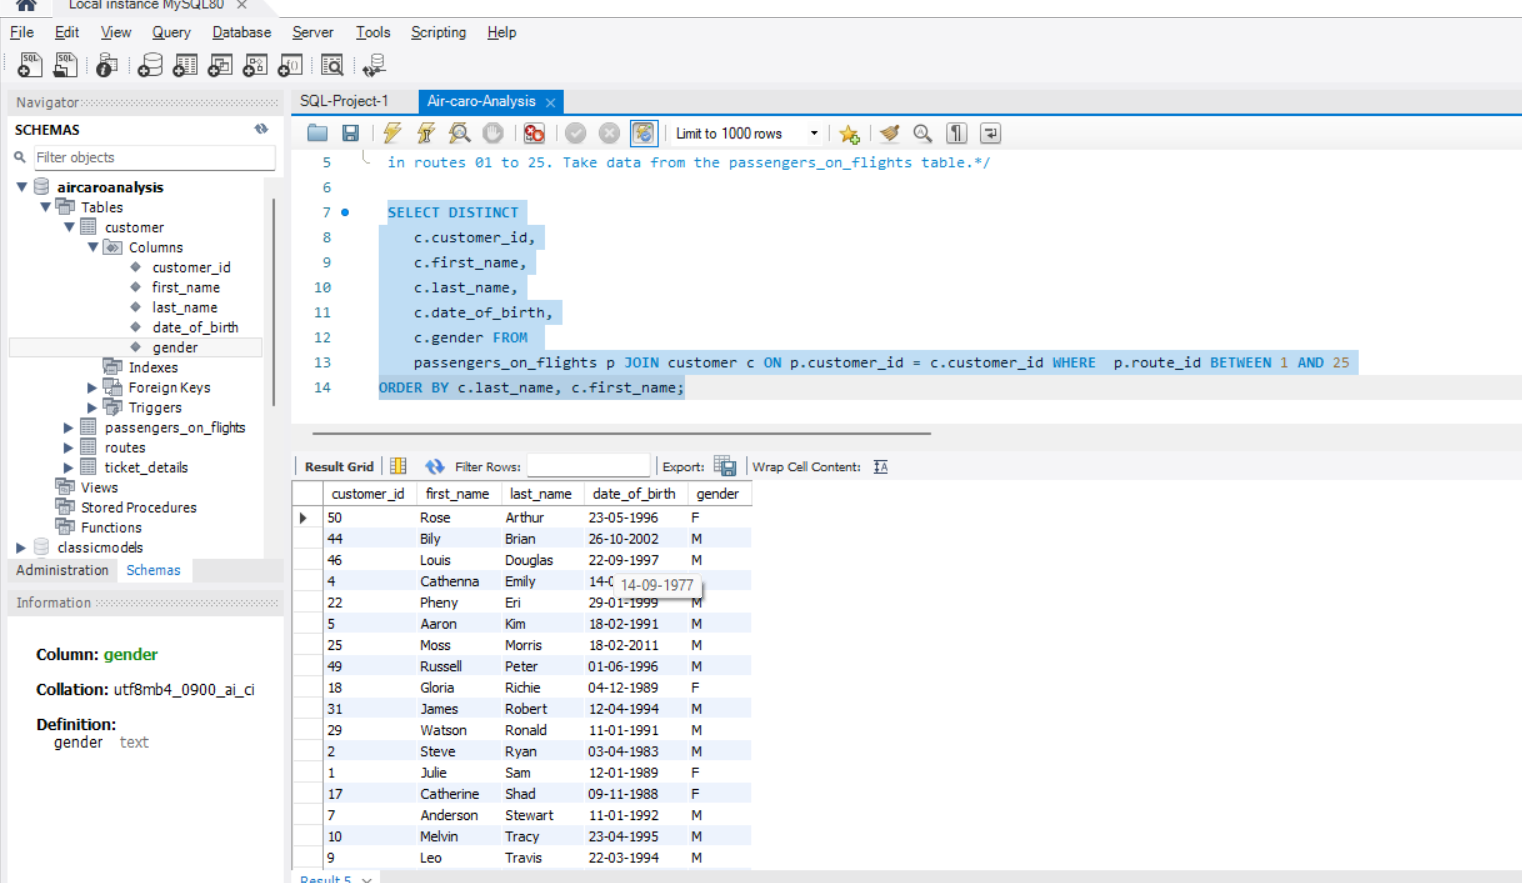 Local instance MySQL80 ×
File Edit View Query Database Server Tools Scripting Help
Navigator
SCHEMAS
Filter objects
aircaroanalysis
Tables
customer
Columns
customer_id
first_name
last_name
date_of_birth
gender
Indexes
Foreign Keys
Triggers
passengers_on_flights
routes
ticket_details
Views
Stored Procedures
Functions
classicmodels
Administration Schemas
Information
Column: gender
Collation: utf8mb4_0900_ai_ci
Definition:
gender text
SQL-Project-1 Air-caro-Analysis ×
Limit to 1000 rows
5 in routes 01 to 25. Take data from the passengers_on_flights table.*/
6
7 SELECT DISTINCT
8 c.customer_id,
9 c.first_name,
10 c.last_name,
11 c.date_of_birth,
12 c.gender FROM
13 passengers_on_flights p JOIN customer c ON p.customer_id = c.customer_id WHERE p.route_id BETWEEN 1 AND 25
14 ORDER BY c.last_name, c.first_name;
Result Grid Filter Rows: Export: Wrap Cell Content:
customer_id first_name last_name date_of_birth gender
50 Rose Arthur 23-05-1996 F
44 Bily Brian 26-10-2002 M
46 Louis Douglas 22-09-1997 M
4 Cathenna Emily 14-0
14-09-1977
22 Pheny Eri 29-01-1999 M
5 Aaron Kim 18-02-1991 M
25 Moss Morris 18-02-2011 M
49 Russell Peter 01-06-1996 M
18 Gloria Richie 04-12-1989 F
31 James Robert 12-04-1994 M
29 Watson Ronald 11-01-1991 M
2 Steve Ryan 03-04-1983 M
1 Julie Sam 12-01-1989 F
17 Catherine Shad 09-11-1988 F
7 Anderson Stewart 11-01-1992 M
10 Melvin Tracy 23-04-1995 M
9 Leo Travis 22-03-1994 M
Result 5